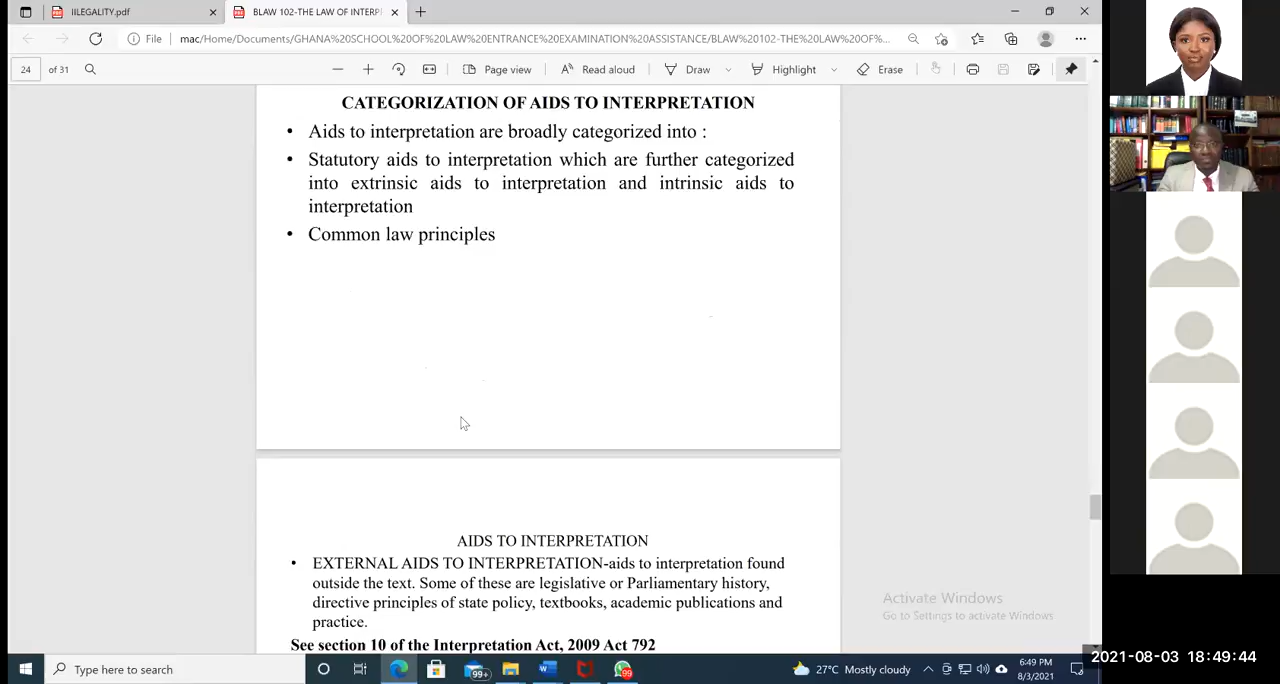 IILEGALITY.pdf
BLAW 102-THE LAW OF INTERPI
File
mac/Home/Documents/GHANA%20SCHOOL%20OF%20LAW%20ENTRANCE%20EXAMINATION%20ASSISTANCE/BLAW%20102-THE%20LAW%20OF%...
24
of 31
Page view
Read aloud
Draw
Highlight
Erase
CATEGORIZATION OF AIDS TO INTERPRETATION
• Aids to interpretation are broadly categorized into :
• Statutory aids to interpretation which are further categorized
into extrinsic aids to interpretation and intrinsic aids to
interpretation
• Common law principles
AIDS TO INTERPRETATION
• EXTERNAL AIDS TO INTERPRETATION-aids to interpretation found
outside the text. Some of these are legislative or Parliamentary history,
directive principles of state policy, textbooks, academic publications and
practice.
See section 10 of the Interpretation Act, 2009 Act 792
Activate Windows
Go to Settings to activate Windows
Type here to search
99+
99
27°C Mostly cloudy
6:49 PM
8/3/2021
2021-08-03 18:49:44